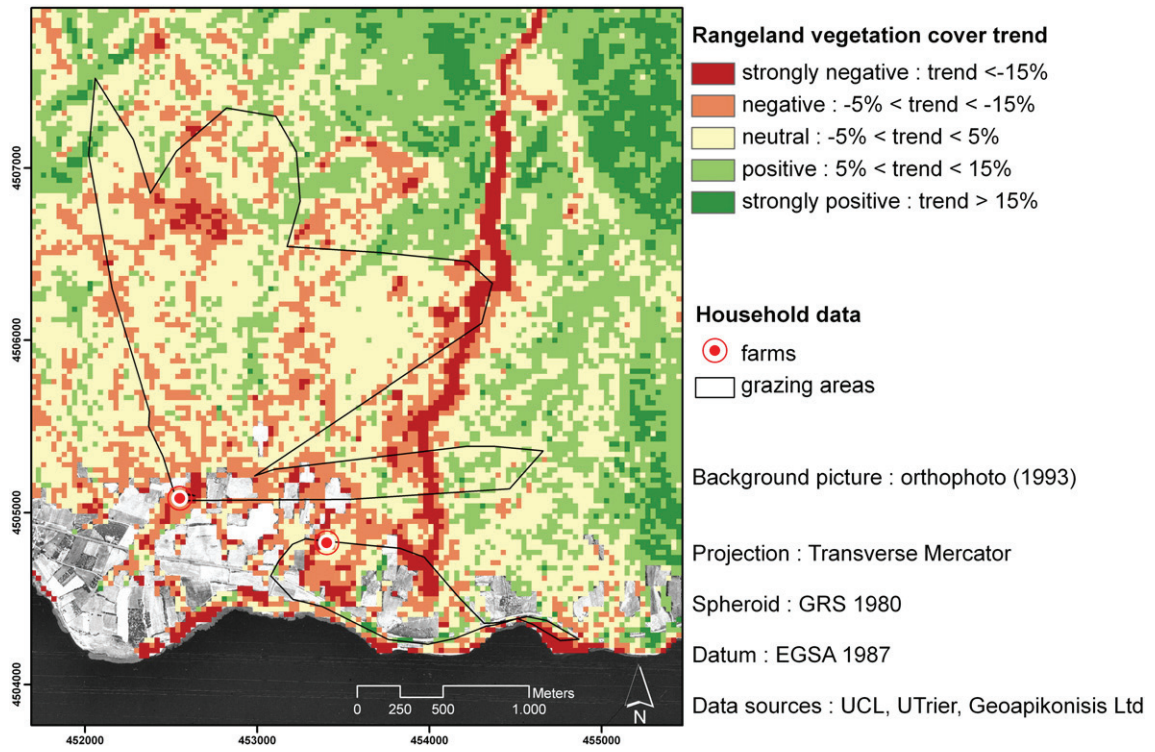 Rangeland vegetation cover trend
strongly negative : trend <-15%
negative : -5% < trend < -15%
neutral : -5% < trend < 5%
positive : 5% < trend < 15%
strongly positive : trend > 15%
Household data
farms
grazing areas
Background picture : orthophoto (1993)
Projection : Transverse Mercator
Spheroid : GRS 1980
Datum : EGSA 1987
Data sources : UCL, UTrier, Geoapikonisis Ltd
4507000
4506000
4505000
4504000
Meters
0 250 500 1.000
N
452000 453000 454000 455000